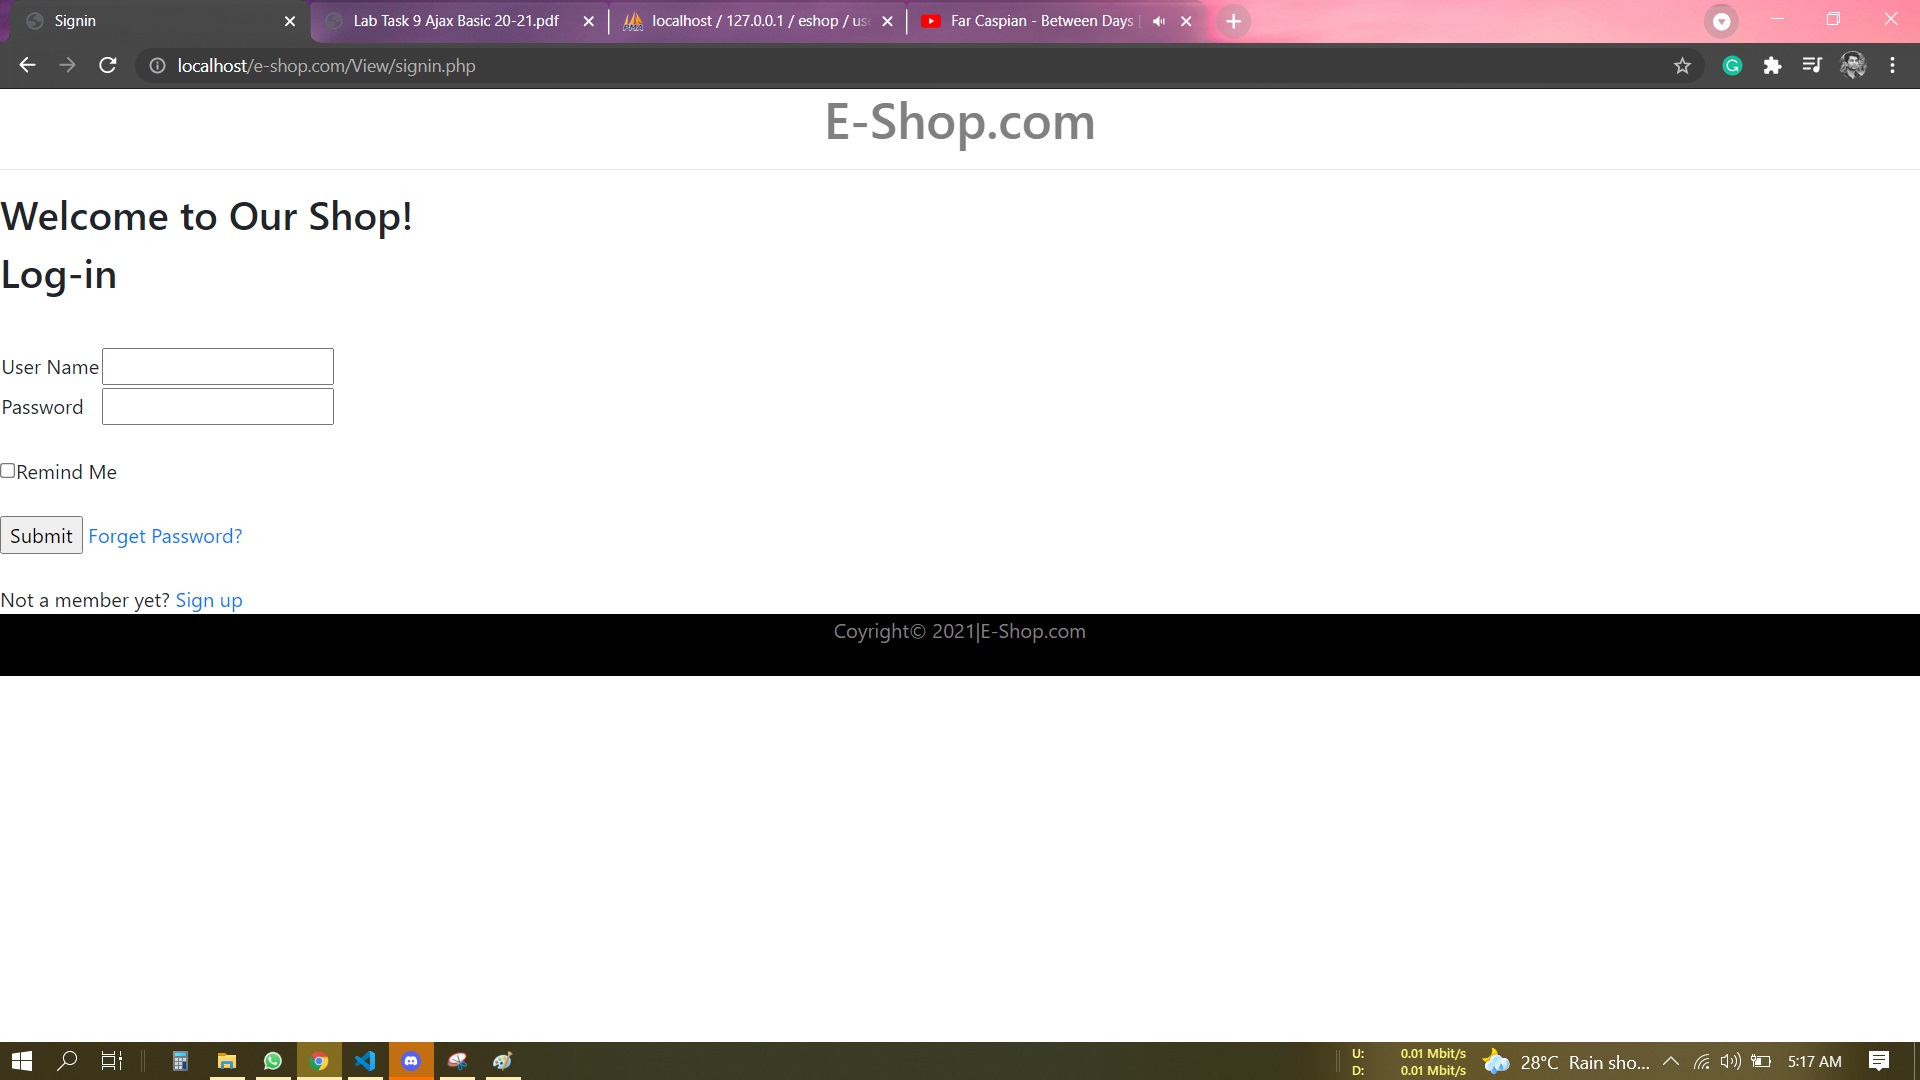 Signin
Lab Task 9 Ajax Basic 20-21.pdf
localhost / 127.0.0.1 / eshop / us
Far Caspian - Between Days
localhost/e-shop.com/View/signin.php
E-Shop.com
Welcome to Our Shop!
Log-in
User Name
Password
Remind Me
Submit Forget Password?
Not a member yet? Sign up
Coyright© 2021|E-Shop.com
U: 0.01 Mbit/s
D: 0.01 Mbit/s
28°C Rain sho...
5:17 AM